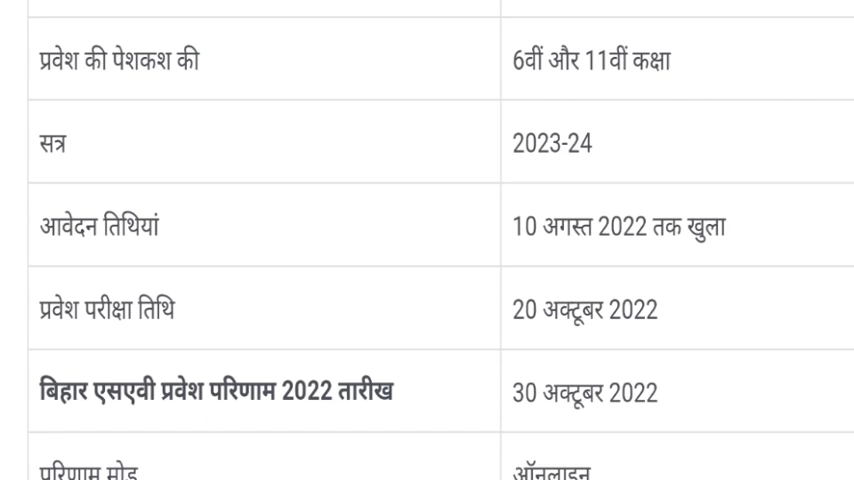 प्रवेश की पेशकश की
6वीं और 11वीं कक्षा
सत्र
2023-24
आवेदन तिथियां
10 अगस्त 2022 तक खुला
प्रवेश परीक्षा तिथि
20 अक्टूबर 2022
बिहार एसएवी प्रवेश परिणाम 2022 तारीख
30 अक्टूबर 2022
परिणाम मोड
ऑनलाइन